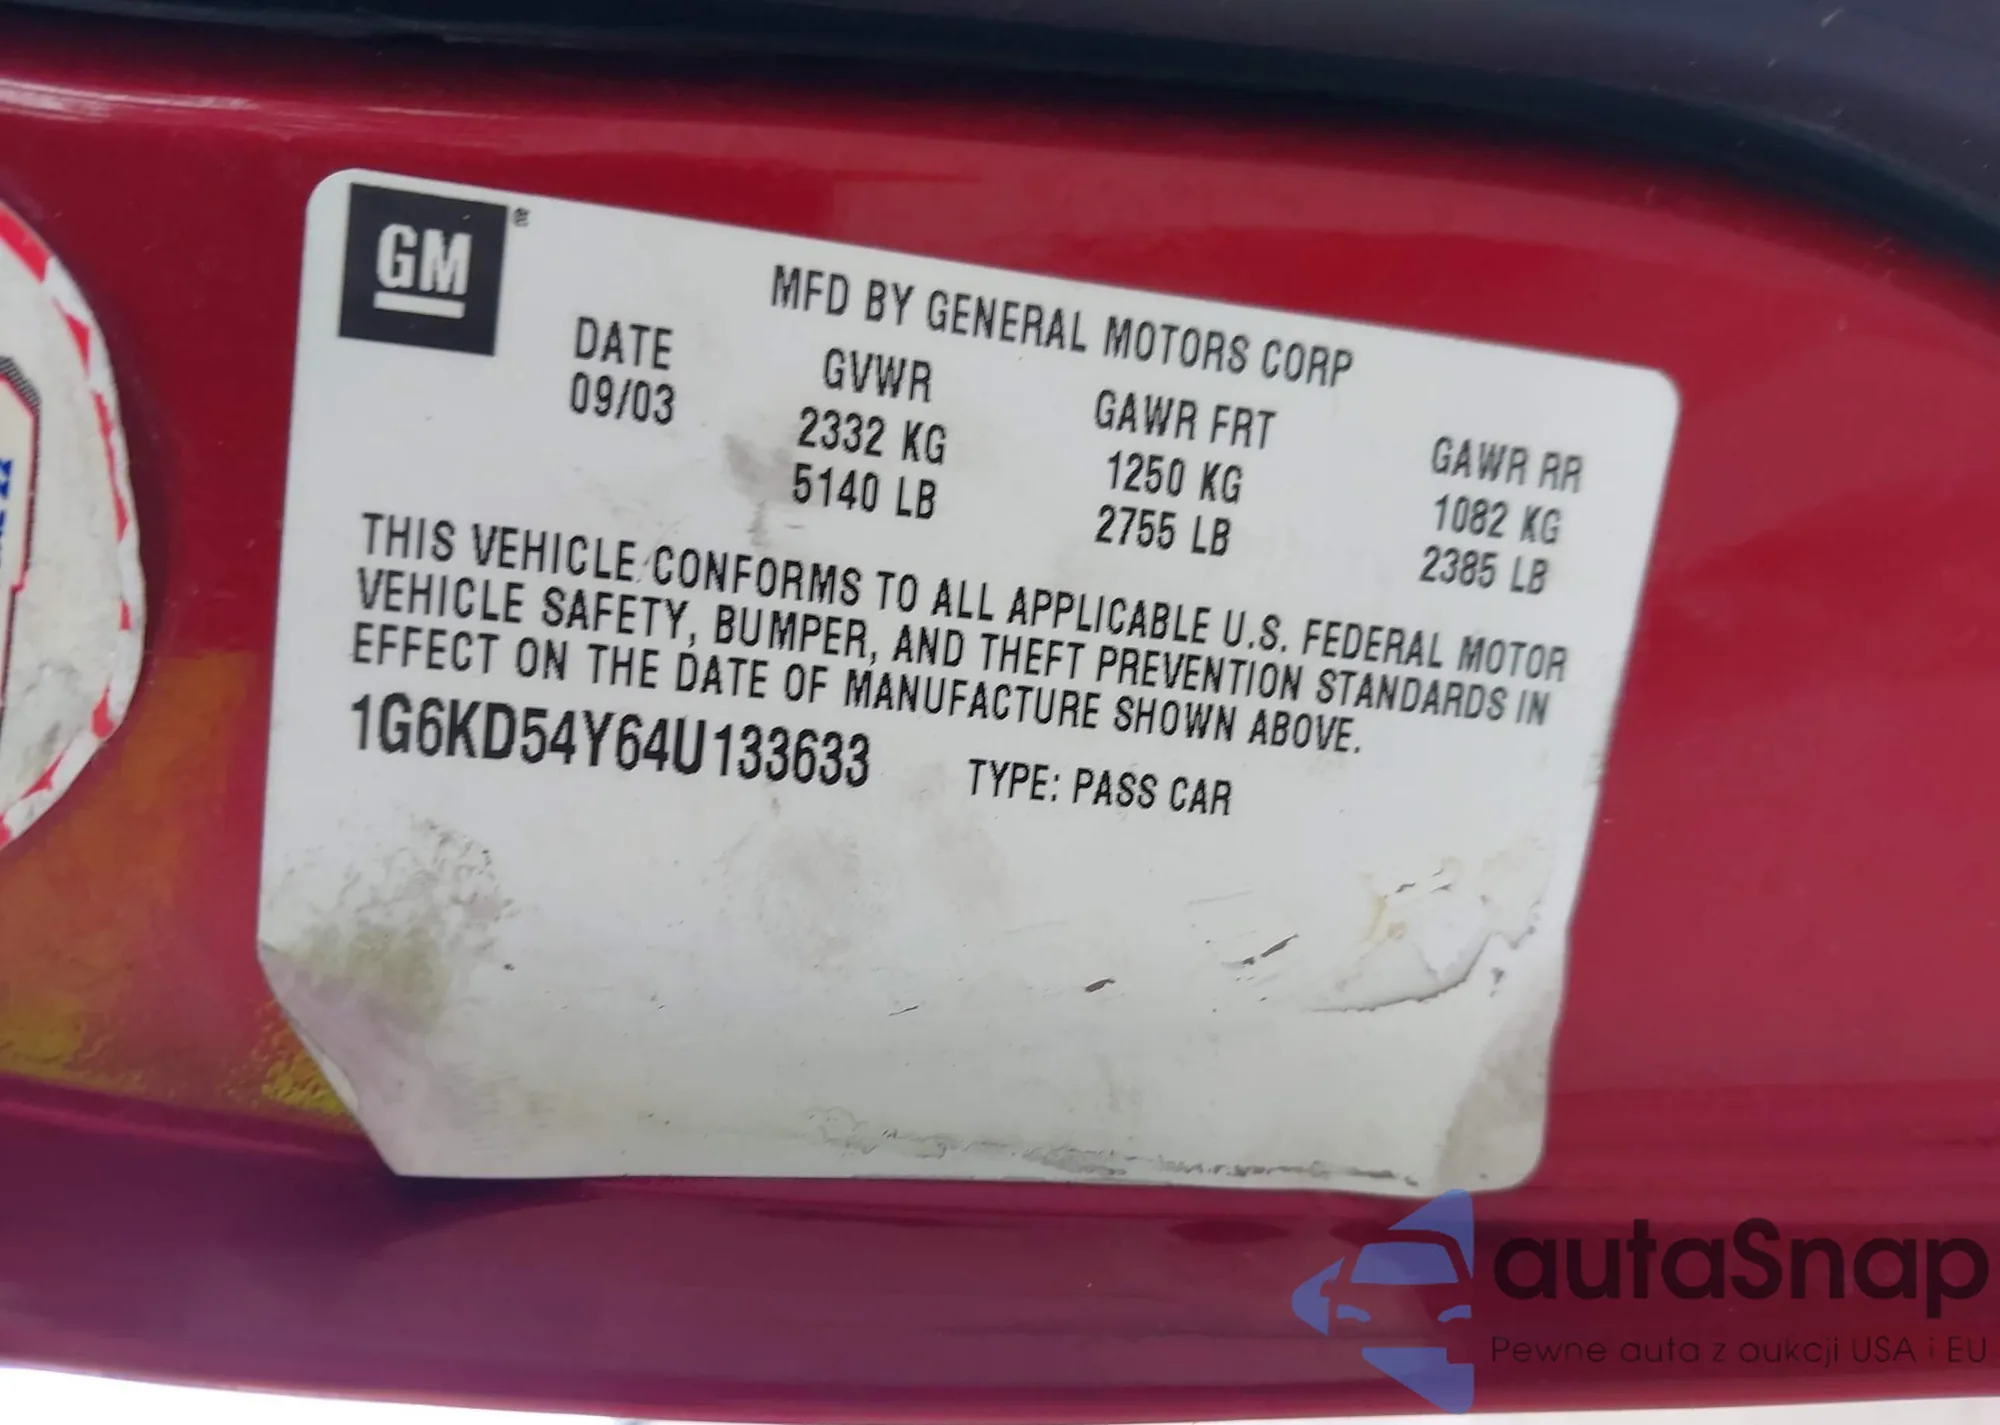 GM ®
MFD BY GENERAL MOTORS CORP
DATE GVWR GAWR FRT GAWR RR
09/03 2332 KG 1250 KG 1082 KG
5140 LB 2755 LB 2385 LB
THIS VEHICLE CONFORMS TO ALL APPLICABLE U.S. FEDERAL MOTOR
VEHICLE SAFETY, BUMPER, AND THEFT PREVENTION STANDARDS IN
EFFECT ON THE DATE OF MANUFACTURE SHOWN ABOVE.
1G6KD54Y64U133633 TYPE: PASS CAR
autaSnap
Pewne auta z aukcji USA i EU